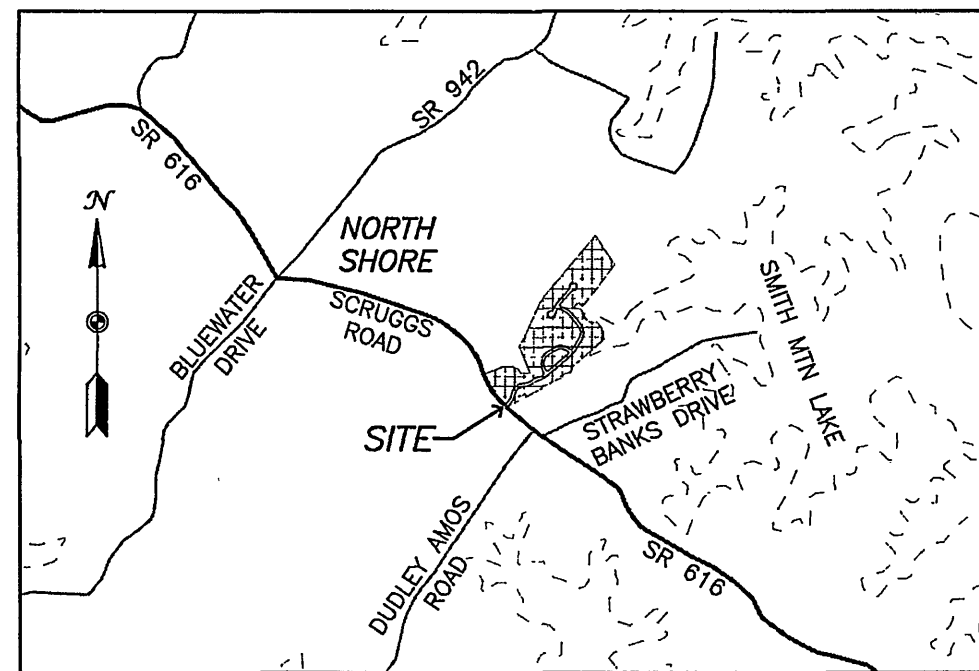 SR 942
SR 616
N
NORTH
SHORE
BLUEWATER
DRIVE
SCRUGGS
ROAD
SMITH MTN LAKE
STRAWBERRY
BANKS DRIVE
SITE
DUDLEY AMOS
ROAD
SR 616